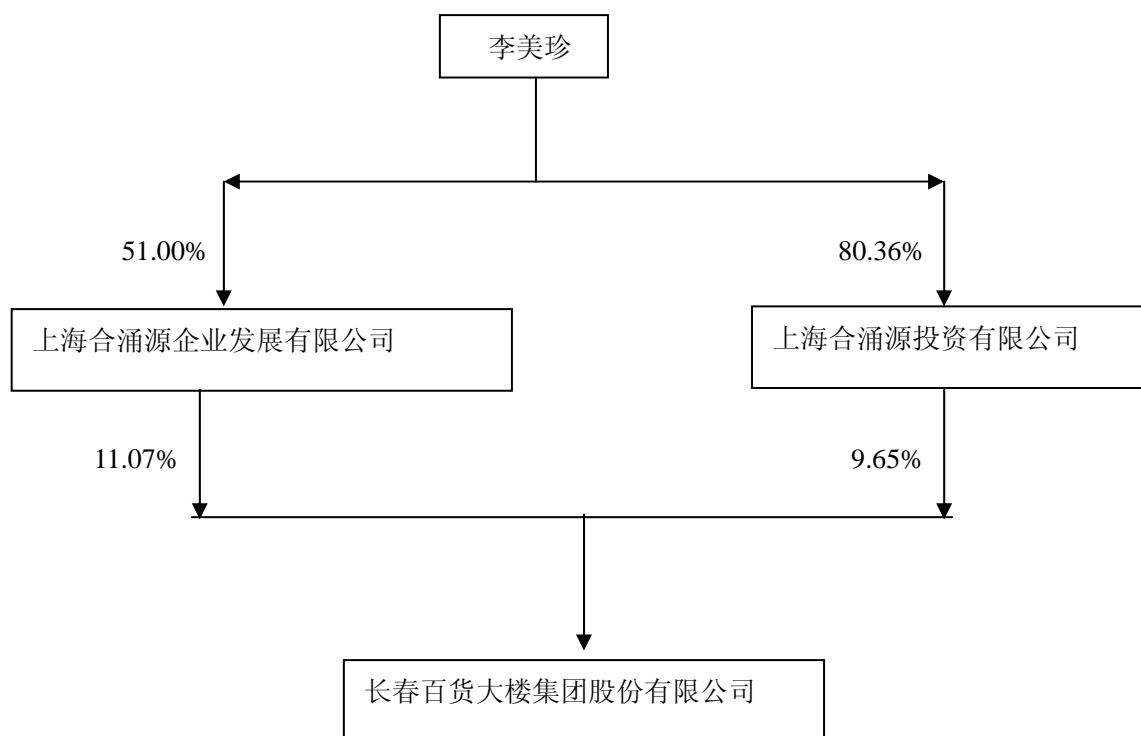 李美珍
51.00%
80.36%
上海合涌源企业发展有限公司
上海合涌源投资有限公司
11.07%
9.65%
长春百货大楼集团股份有限公司